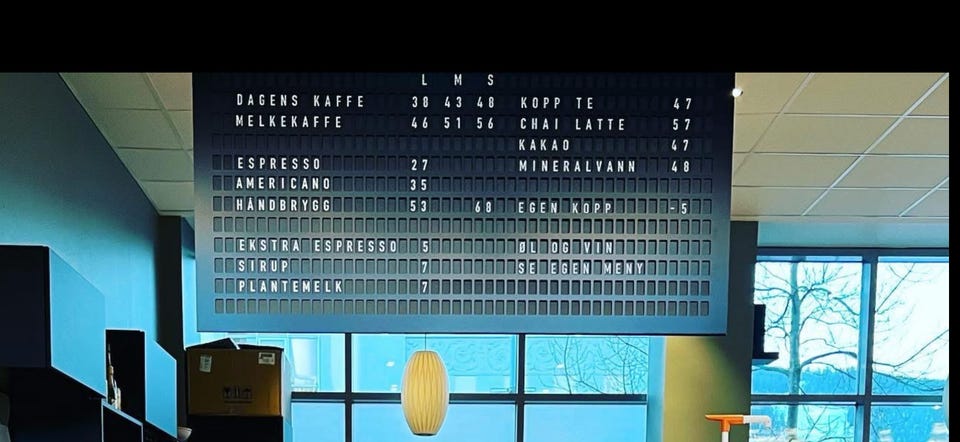 L M S
DAGENS KAFFE 38 43 48
MELKEKAFFE 46 51 56
ESPRESSO 27
AMERICANO 35
HÅNDBRYGG 53 68
EKSTRA ESPRESSO 5
SIRUP 7
PLANTEMELK 7
KOPP TE 47
CHAI LATTE 57
KAKAO 47
MINERALVANN 48
EGEN KOPP -5
ØL OG VIN
SE EGEN MENY